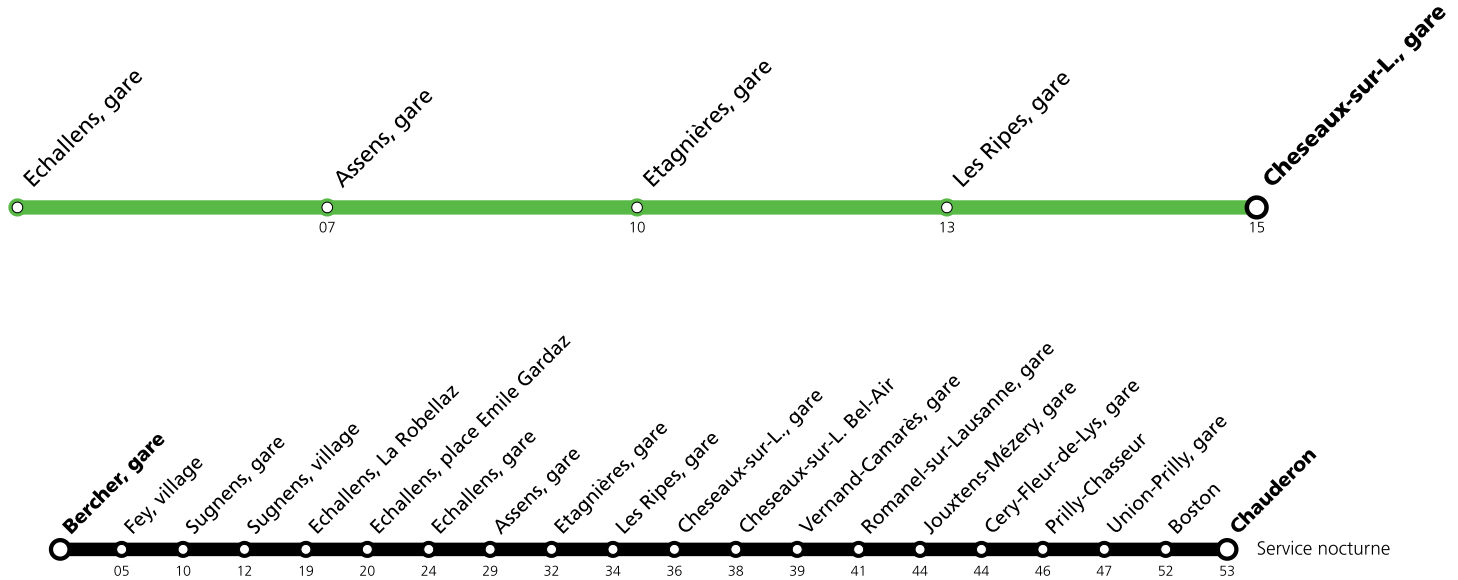 Echallens, gare
Assens, gare
Etagnières, gare
Les Ripes, gare
Cheseaux-sur-L., gare
07
10
13
15
Bercher, gare
Fey, village
Sugnens, gare
Sugnens, village
Echallens, La Robellaz
Echallens, place Emile Gardaz
Echallens, gare
Assens, gare
Etagnières, gare
Les Ripes, gare
Cheseaux-sur-L., gare
Cheseaux-sur-L. Bel-Air
Vernand-Camarès, gare
Romanel-sur-Lausanne, gare
Jouxtens-Mézery, gare
Cery-Fleur-de-Lys, gare
Prilly-Chasseur
Union-Prilly, gare
Boston
Chauderon
Service nocturne
05
10
12
19
20
24
29
32
34
36
38
39
41
44
44
46
47
52
53